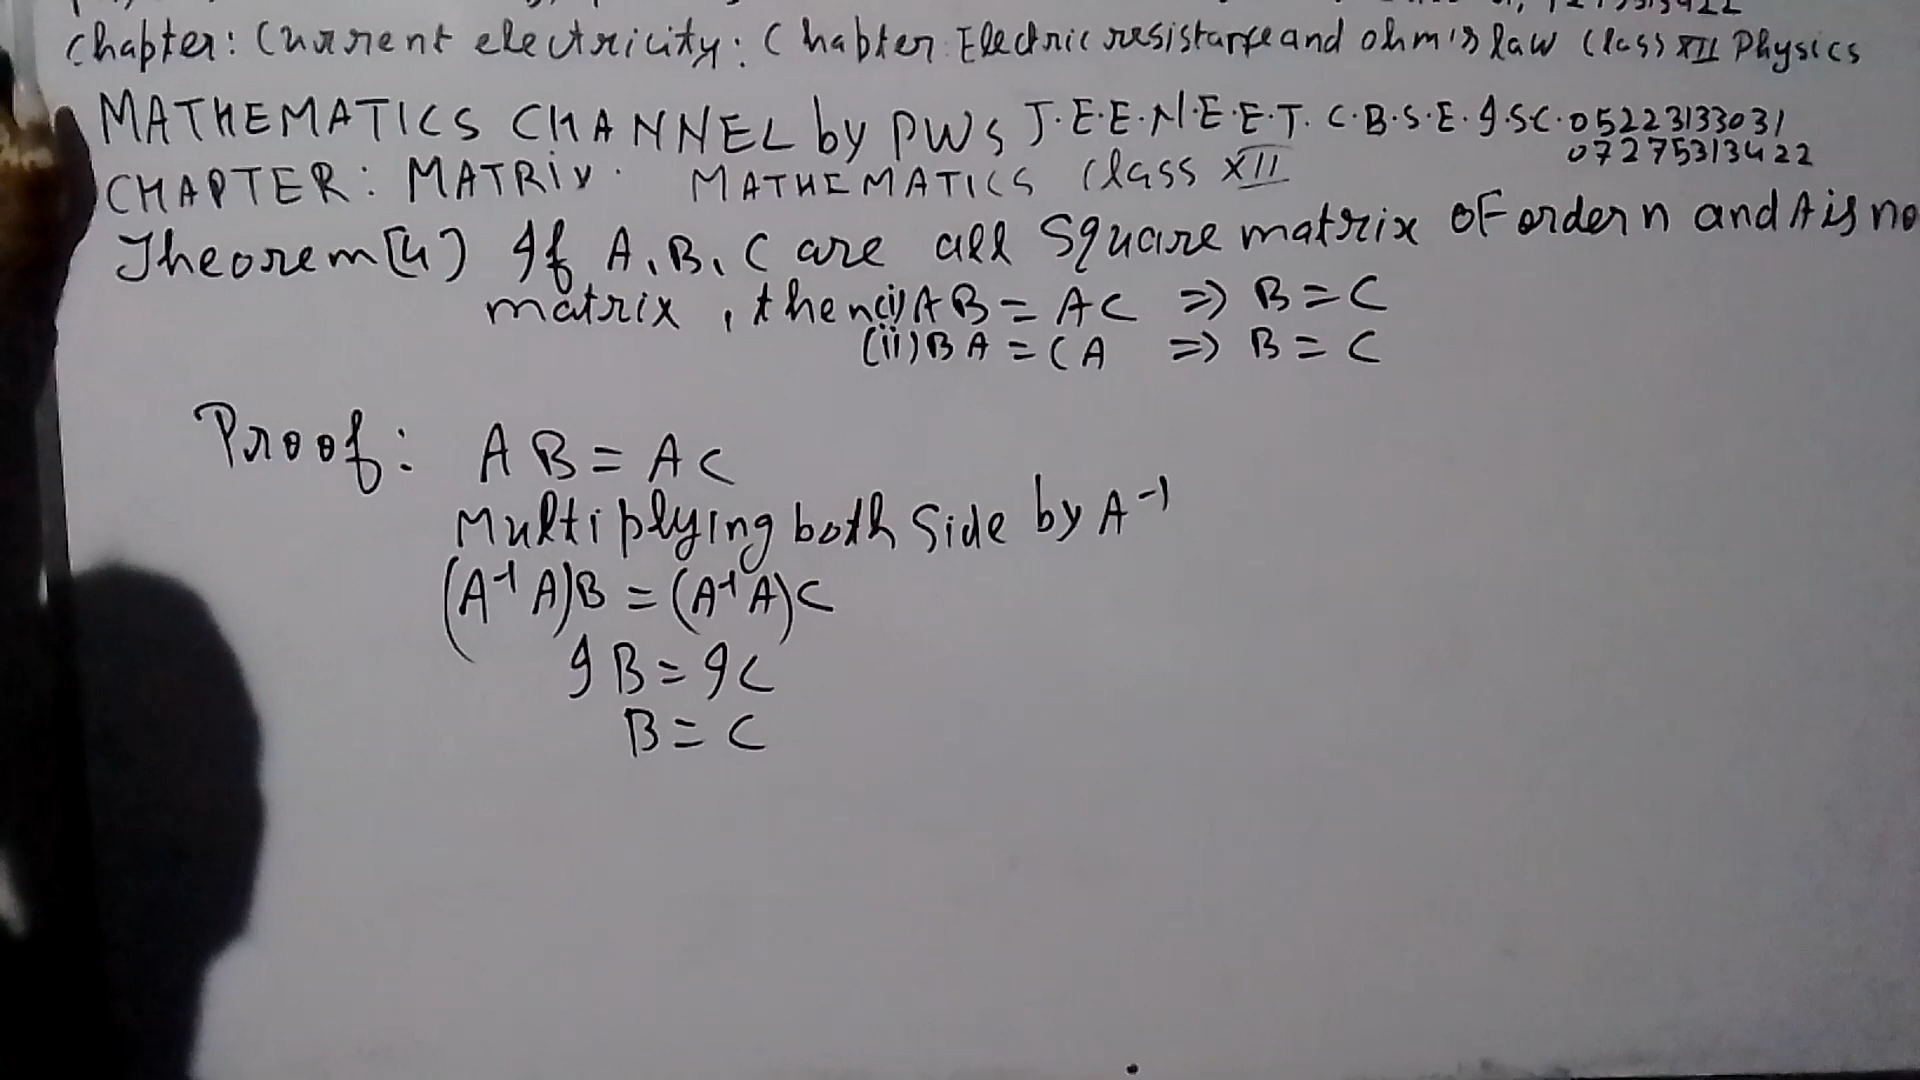 Chapter: Current electricity: Chapter: Electric resistance and ohm's law Class XII Physics
MATHEMATICS CHANNEL by PWS J.E.E.N.E.E.T. C.B.S.E. I.SC. 05223133031
07275313422
CHAPTER: MATRIX. MATHEMATICS Class XII
Theorem [4] If A, B, C are all Square matrix OF order n and A is no
matrix, then (i) AB = AC => B = C
(ii) BA = CA => B = C
Proof: AB = AC
Multiplying both Side by A⁻¹
(A⁻¹A)B = (A⁻¹A)C
IB = IC
B = C